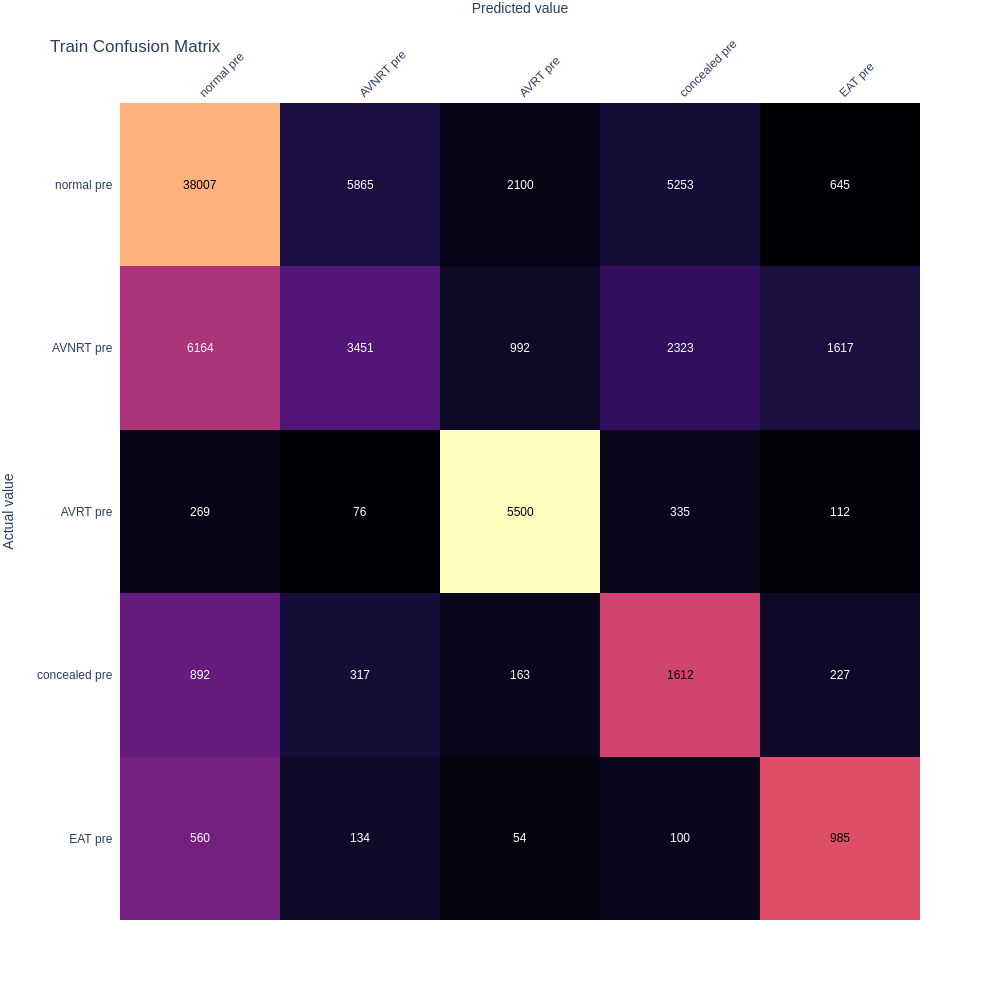 Predicted value
Train Confusion Matrix
normal pre
AVNRT pre
AVRT pre
concealed pre
EAT pre
normal pre 38007 5865 2100 5253 645
AVNRT pre 6164 3451 992 2323 1617
Actual value
AVRT pre 269 76 5500 335 112
concealed pre 892 317 163 1612 227
EAT pre 560 134 54 100 985